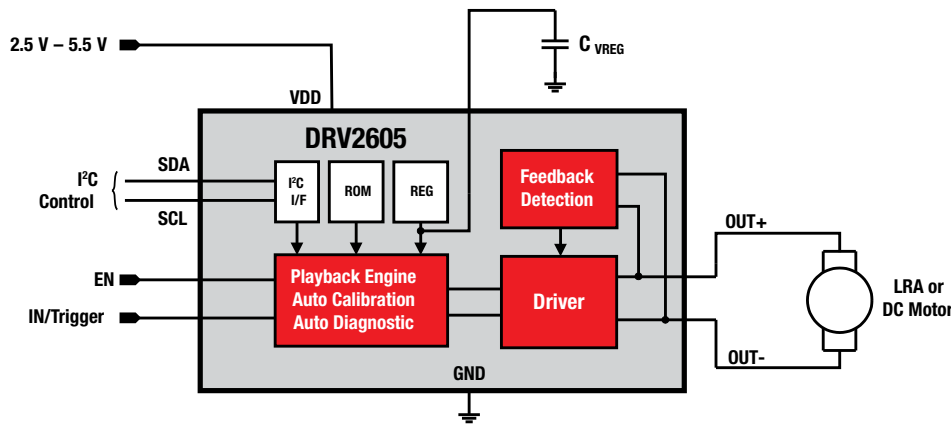 2.5 V – 5.5 V
C VREG
VDD
DRV2605
SDA
I²C
Control
SCL
I²C
I/F
ROM
REG
Feedback
Detection
OUT+
EN
IN/Trigger
Playback Engine
Auto Calibration
Auto Diagnostic
Driver
LRA or
DC Motor
OUT-
GND